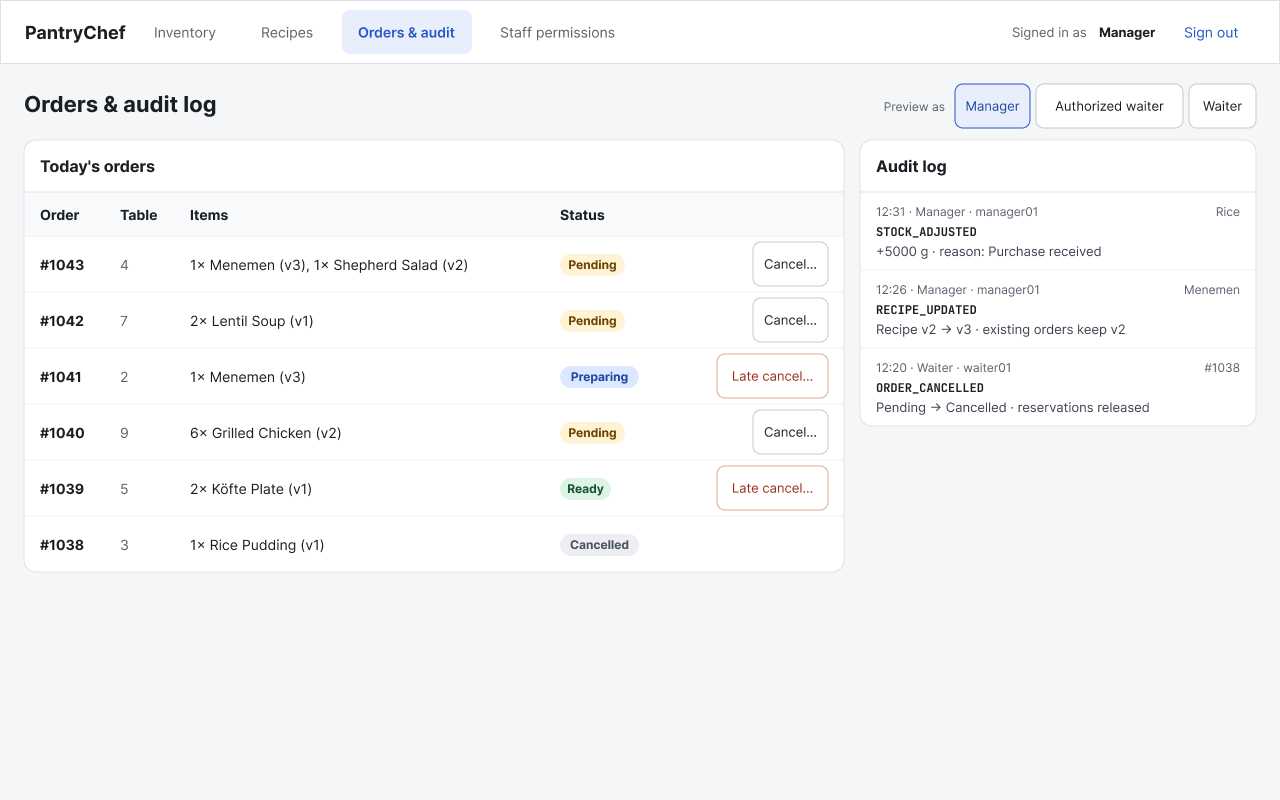 PantryChef Inventory Recipes Orders & audit Staff permissions Signed in as Manager Sign out
Orders & audit log
Preview as Manager Authorized waiter Waiter
Today's orders
Order Table Items Status
#1043 4 1× Menemen (v3), 1× Shepherd Salad (v2) Pending Cancel...
#1042 7 2× Lentil Soup (v1) Pending Cancel...
#1041 2 1× Menemen (v3) Preparing Late cancel...
#1040 9 6× Grilled Chicken (v2) Pending Cancel...
#1039 5 2× Köfte Plate (v1) Ready Late cancel...
#1038 3 1× Rice Pudding (v1) Cancelled
Audit log
12:31 · Manager · manager01 Rice
STOCK_ADJUSTED
+5000 g · reason: Purchase received
12:26 · Manager · manager01 Menemen
RECIPE_UPDATED
Recipe v2 → v3 · existing orders keep v2
12:20 · Waiter · waiter01 #1038
ORDER_CANCELLED
Pending → Cancelled · reservations released